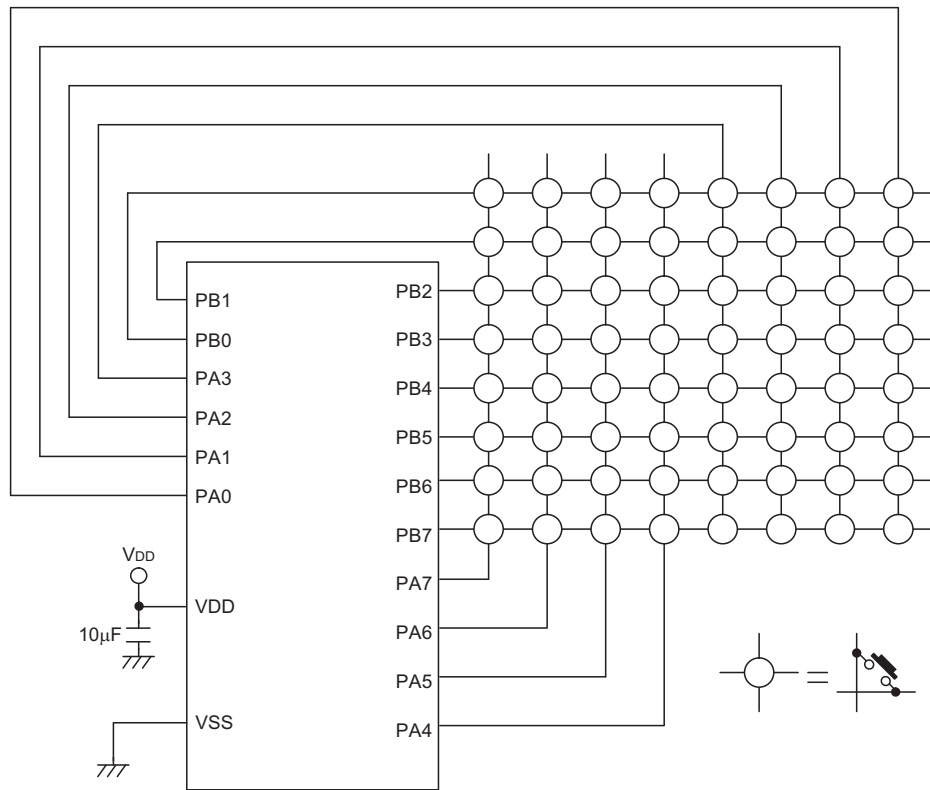 PB1
PB0
PA3
PA2
PA1
PA0
VDD
VDD
10μF
VSS
PB2
PB3
PB4
PB5
PB6
PB7
PA7
PA6
PA5
PA4
=